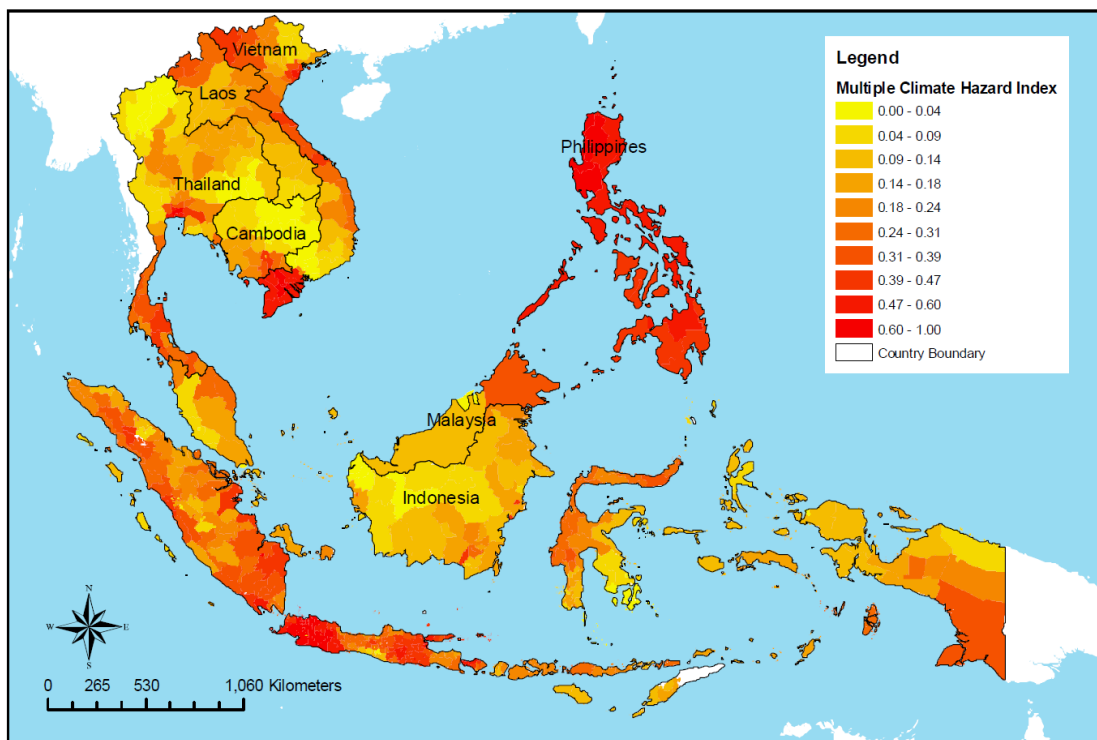 Vietnam
Laos
Thailand
Cambodia
Philippines
Malaysia
Indonesia
Legend
Multiple Climate Hazard Index
0.00 - 0.04
0.04 - 0.09
0.09 - 0.14
0.14 - 0.18
0.18 - 0.24
0.24 - 0.31
0.31 - 0.39
0.39 - 0.47
0.47 - 0.60
0.60 - 1.00
Country Boundary
N
W E
S
0 265 530 1,060 Kilometers